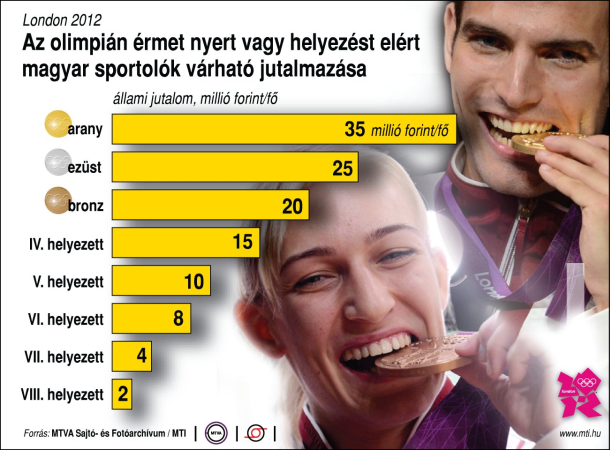 London 2012
Az olimpián érmet nyert vagy helyezést elért
magyar sportolók várható jutalmazása
állami jutalom, millió forint/fő
arany 35 millió forint/fő
ezüst 25
bronz 20
IV. helyezett 15
V. helyezett 10
VI. helyezett 8
VII. helyezett 4
VIII. helyezett 2
Forrás: MTVA Sajtó- és Fotóarchívum / MTI
MTVA
www.mti.hu